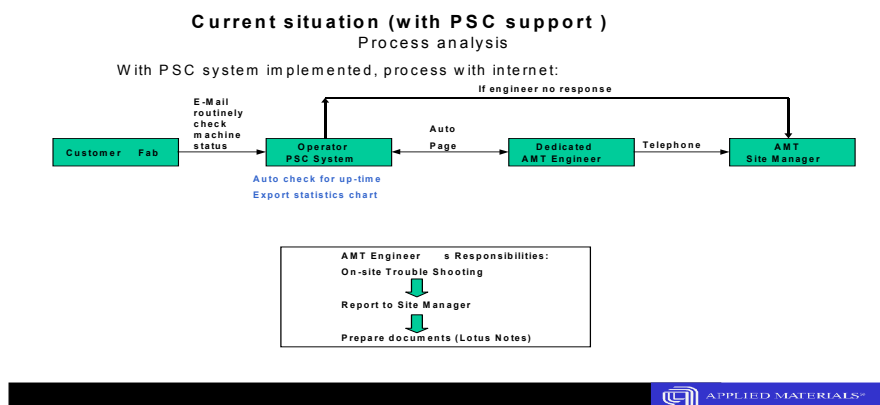 Current situation (with PSC support )
Process analysis
With PSC system implemented, process with internet:
If engineer no response
E-Mail
routinely
check
machine
status
Auto
Page
Telephone
Customer Fab
Operator
PSC System
Dedicated
AMT Engineer
AMT
Site Manager
Auto check for up-time
Export statistics chart
AMT Engineer s Responsibilities:
On-site Trouble Shooting
Report to Site Manager
Prepare documents (Lotus Notes)
APPLIED MATERIALS®